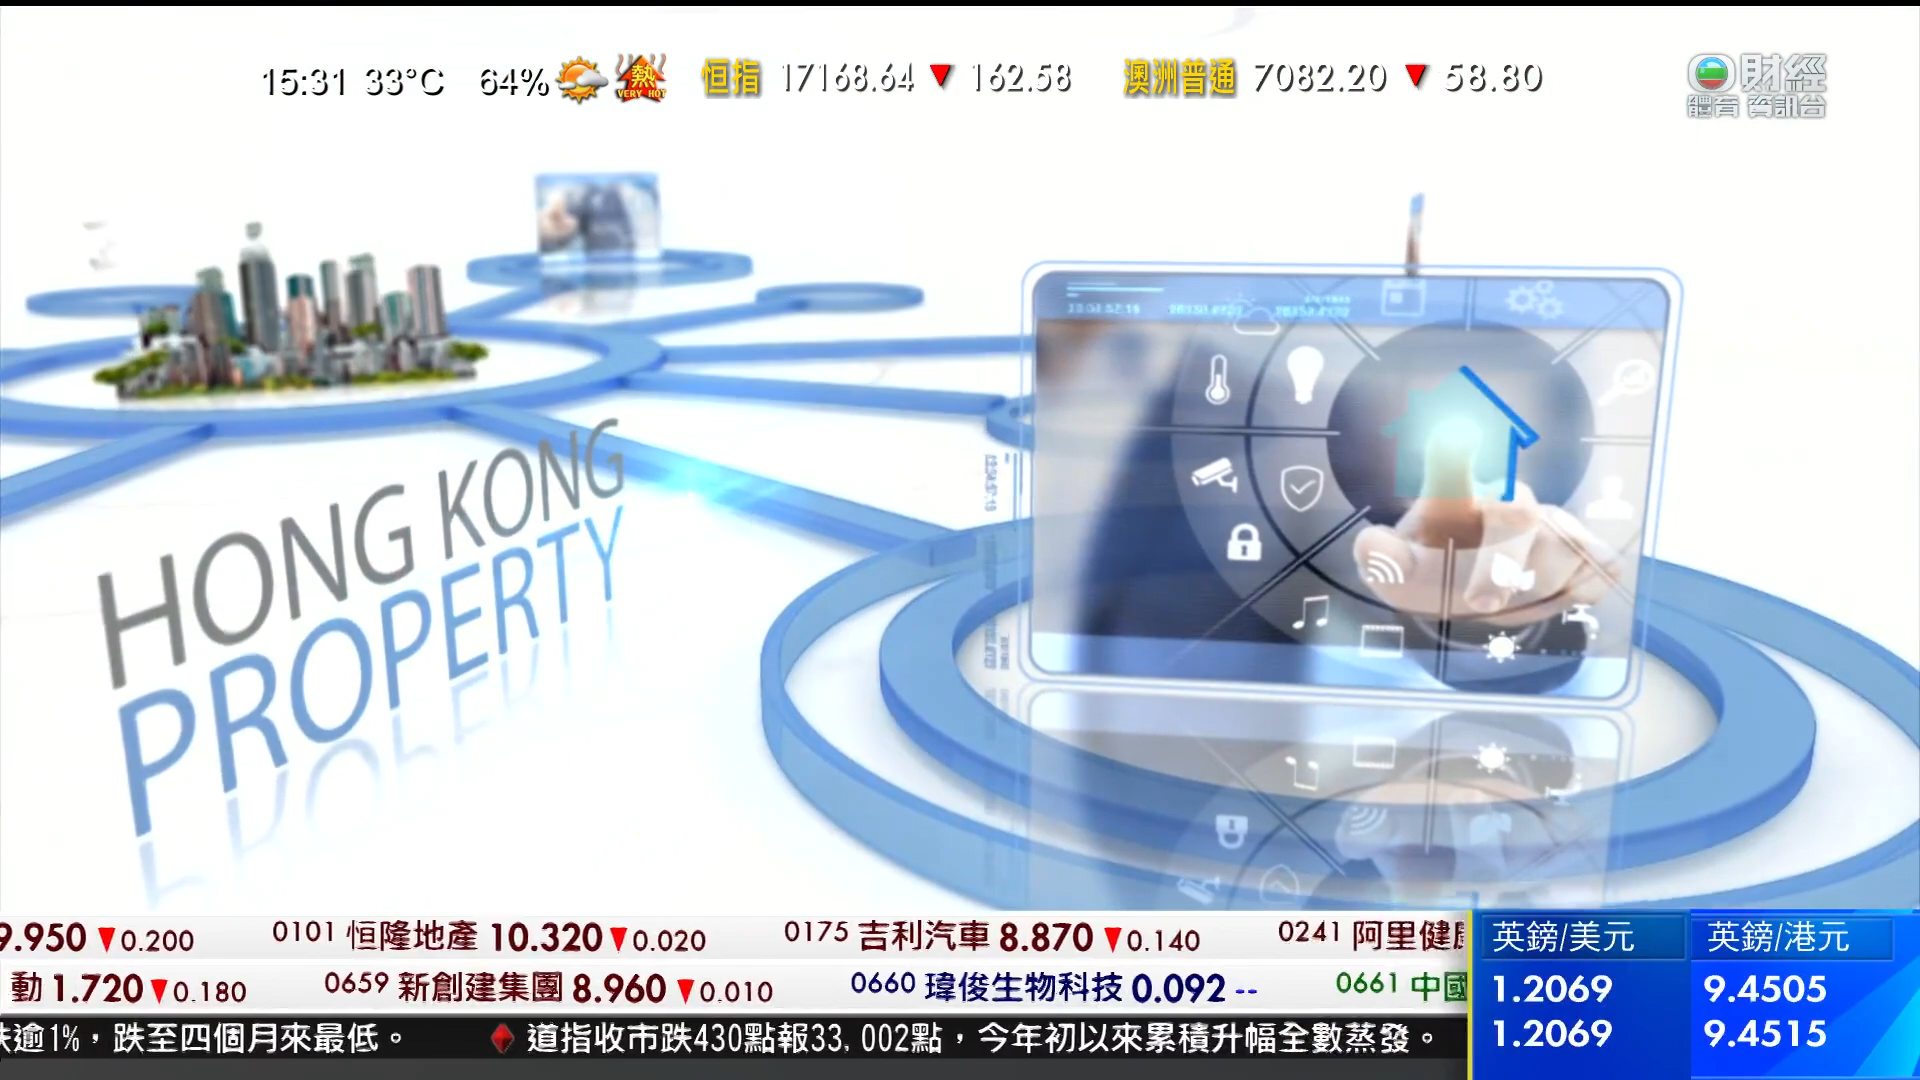 15:31 33°C 64% 熱 VERY HOT 恒指 17168.64 ▼ 162.58 澳洲普通 7082.20 ▼ 58.80
財經
體育 資訊台
HONG KONG
PROPERTY
9.950 ▼0.200 0101 恒隆地產 10.320 ▼0.020 0175 吉利汽車 8.870 ▼0.140 0241 阿里健
動 1.720 ▼0.180 0659 新創建集團 8.960 ▼0.010 0660 瑋俊生物科技 0.092 -- 0661 中國
逾1%，跌至四個月來最低。 ♦ 道指收市跌430點報33,002點，今年初以來累積升幅全數蒸發。
英鎊/美元 英鎊/港元
1.2069 9.4505
1.2069 9.4515